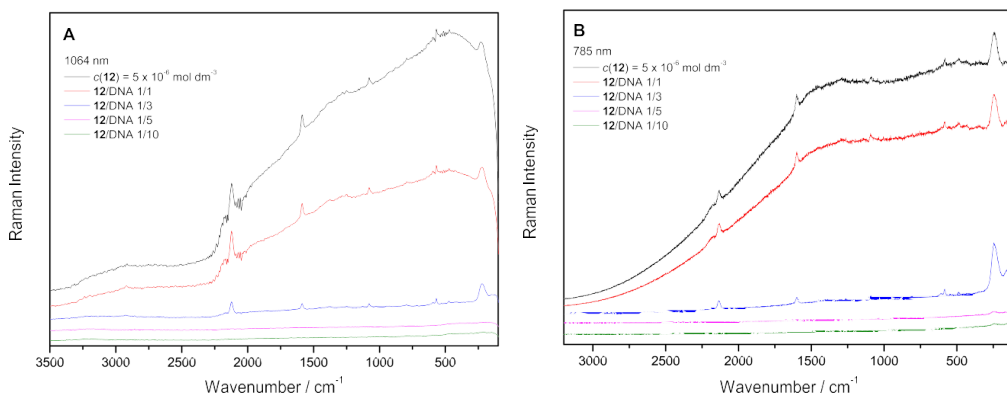 A
1064 nm
c(12) = 5 x 10⁻⁶ mol dm⁻³
12/DNA 1/1
12/DNA 1/3
12/DNA 1/5
12/DNA 1/10
Raman Intensity
3500 3000 2500 2000 1500 1000 500
Wavenumber / cm⁻¹
B
785 nm
c(12) = 5 x 10⁻⁶ mol dm⁻³
12/DNA 1/1
12/DNA 1/3
12/DNA 1/5
12/DNA 1/10
Raman Intensity
3000 2500 2000 1500 1000 500
Wavenumber / cm⁻¹